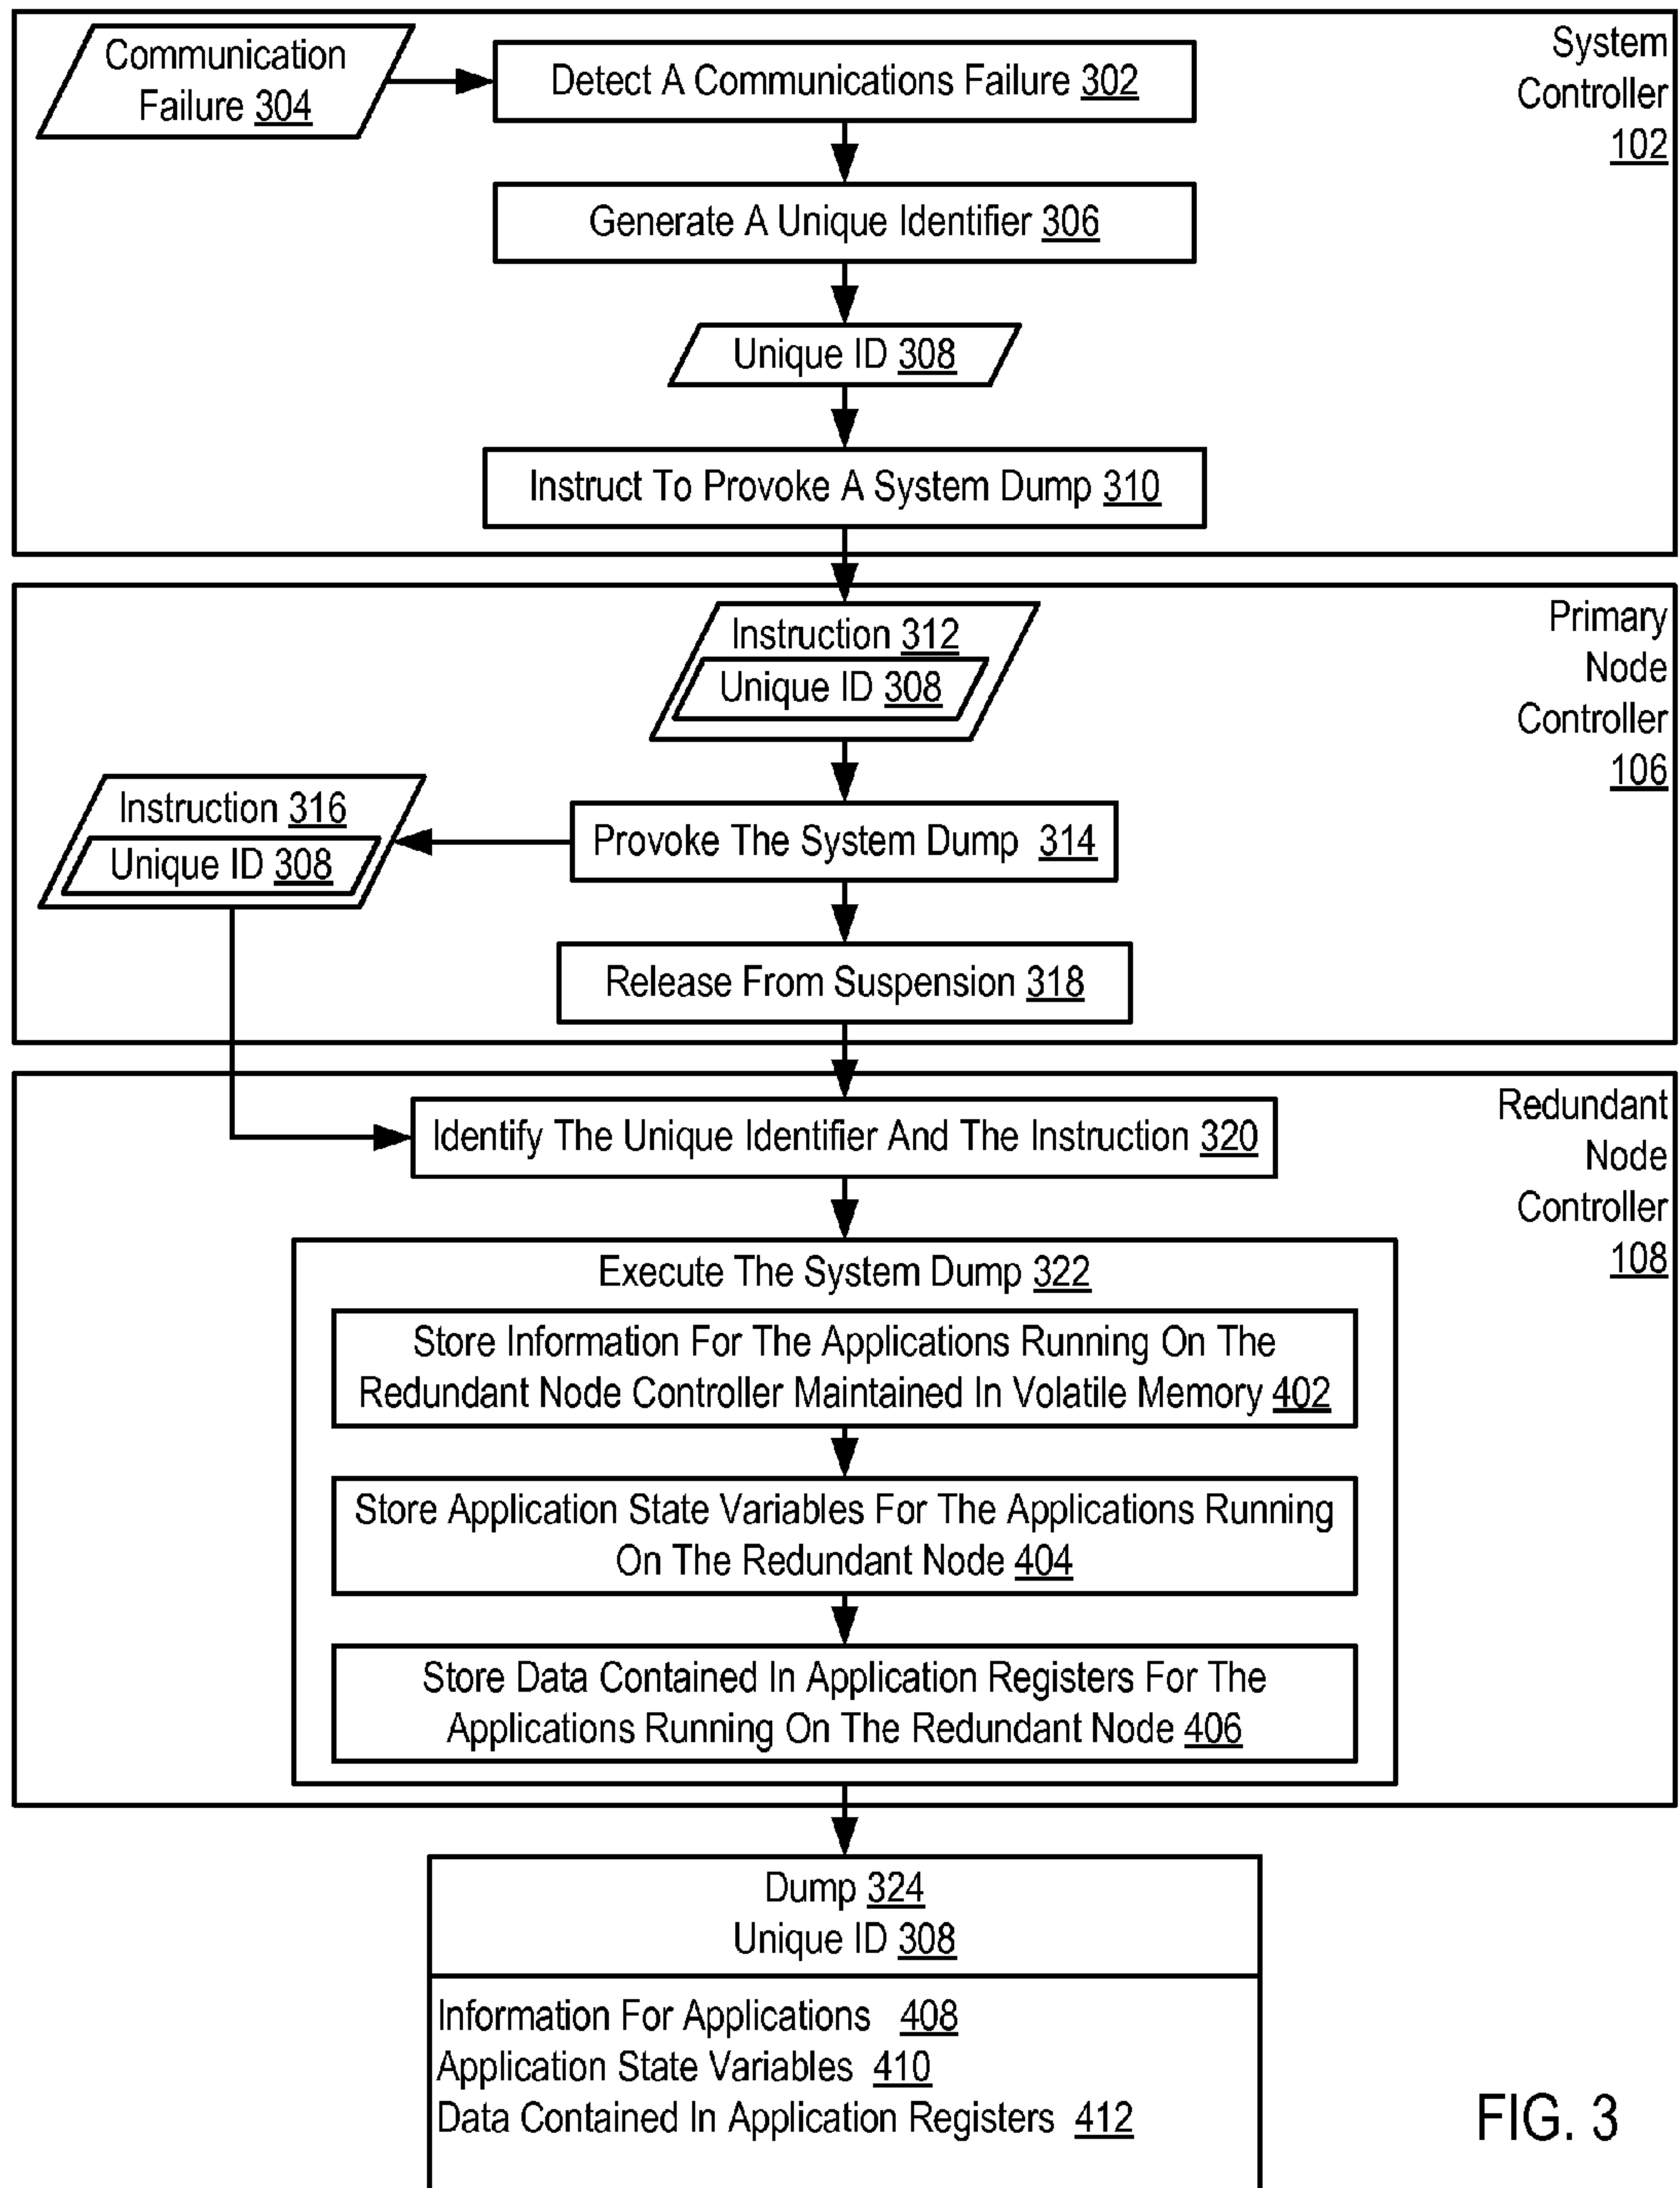 Communication
Failure 304
Detect A Communications Failure 302
System
Controller
102
Generate A Unique Identifier 306
Unique ID 308
Instruct To Provoke A System Dump 310
Primary
Node
Controller
106
Instruction 312
Unique ID 308
Instruction 316
Unique ID 308
Provoke The System Dump 314
Release From Suspension 318
Redundant
Node
Controller
108
Identify The Unique Identifier And The Instruction 320
Execute The System Dump 322
Store Information For The Applications Running On The
Redundant Node Controller Maintained In Volatile Memory 402
Store Application State Variables For The Applications Running
On The Redundant Node 404
Store Data Contained In Application Registers For The
Applications Running On The Redundant Node 406
Dump 324
Unique ID 308
Information For Applications 408
Application State Variables 410
Data Contained In Application Registers 412
FIG. 3